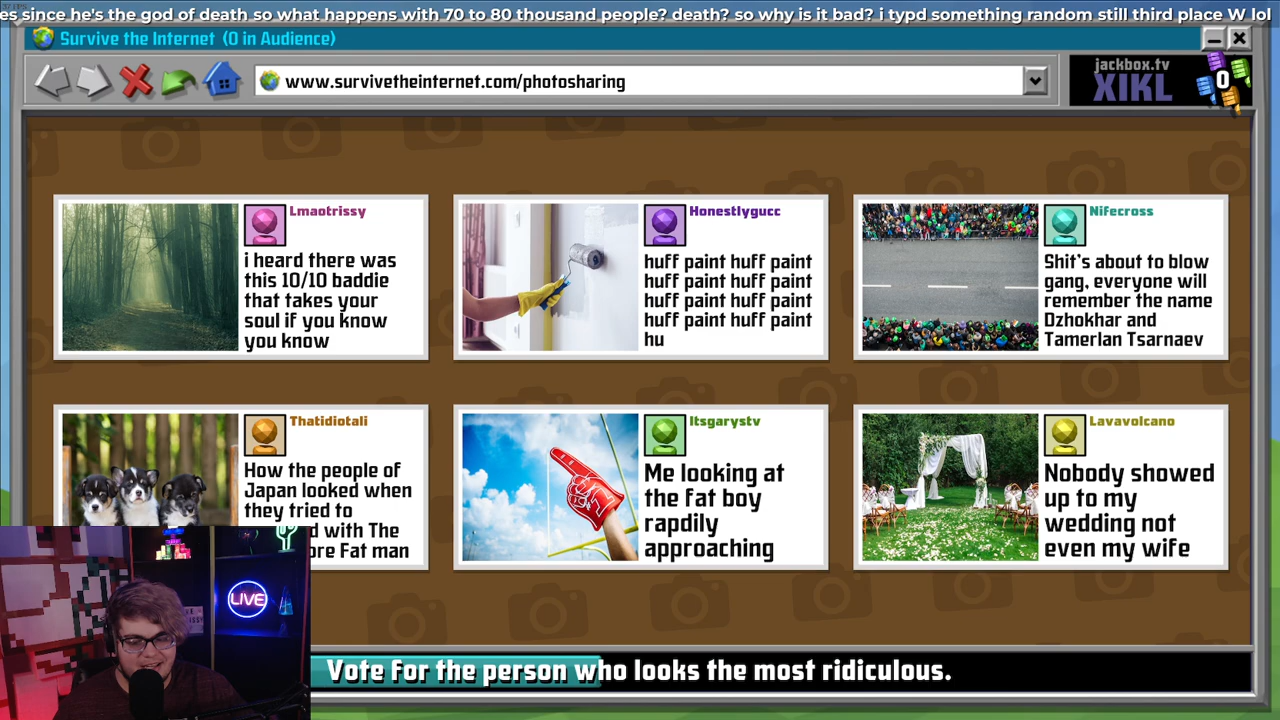 es since he's the god of death so what happens with 70 to 80 thousand people? death? so why is it bad? i typd something random still third place W lol
Survive the Internet (0 in Audience)
www.survivetheinternet.com/photosharing
jackbox.tv
XIKL
0
Lmaotrissy
i heard there was
this 10/10 baddie
that takes your
soul if you know
you know
Honestlygucc
huff paint huff paint
huff paint huff paint
huff paint huff paint
huff paint huff paint
hu
Nifecross
Shit's about to blow
gang, everyone will
remember the name
Dzhokhar and
Tamerlan Tsarnaev
Thatidiotali
How the people of
Japan looked when
they tried to
d with The
ore Fat man
Itsgarystv
Me looking at
the fat boy
rapdily
approaching
Lavavolcano
Nobody showed
up to my
wedding not
even my wife
LIVE
Vote for the person who looks the most ridiculous.